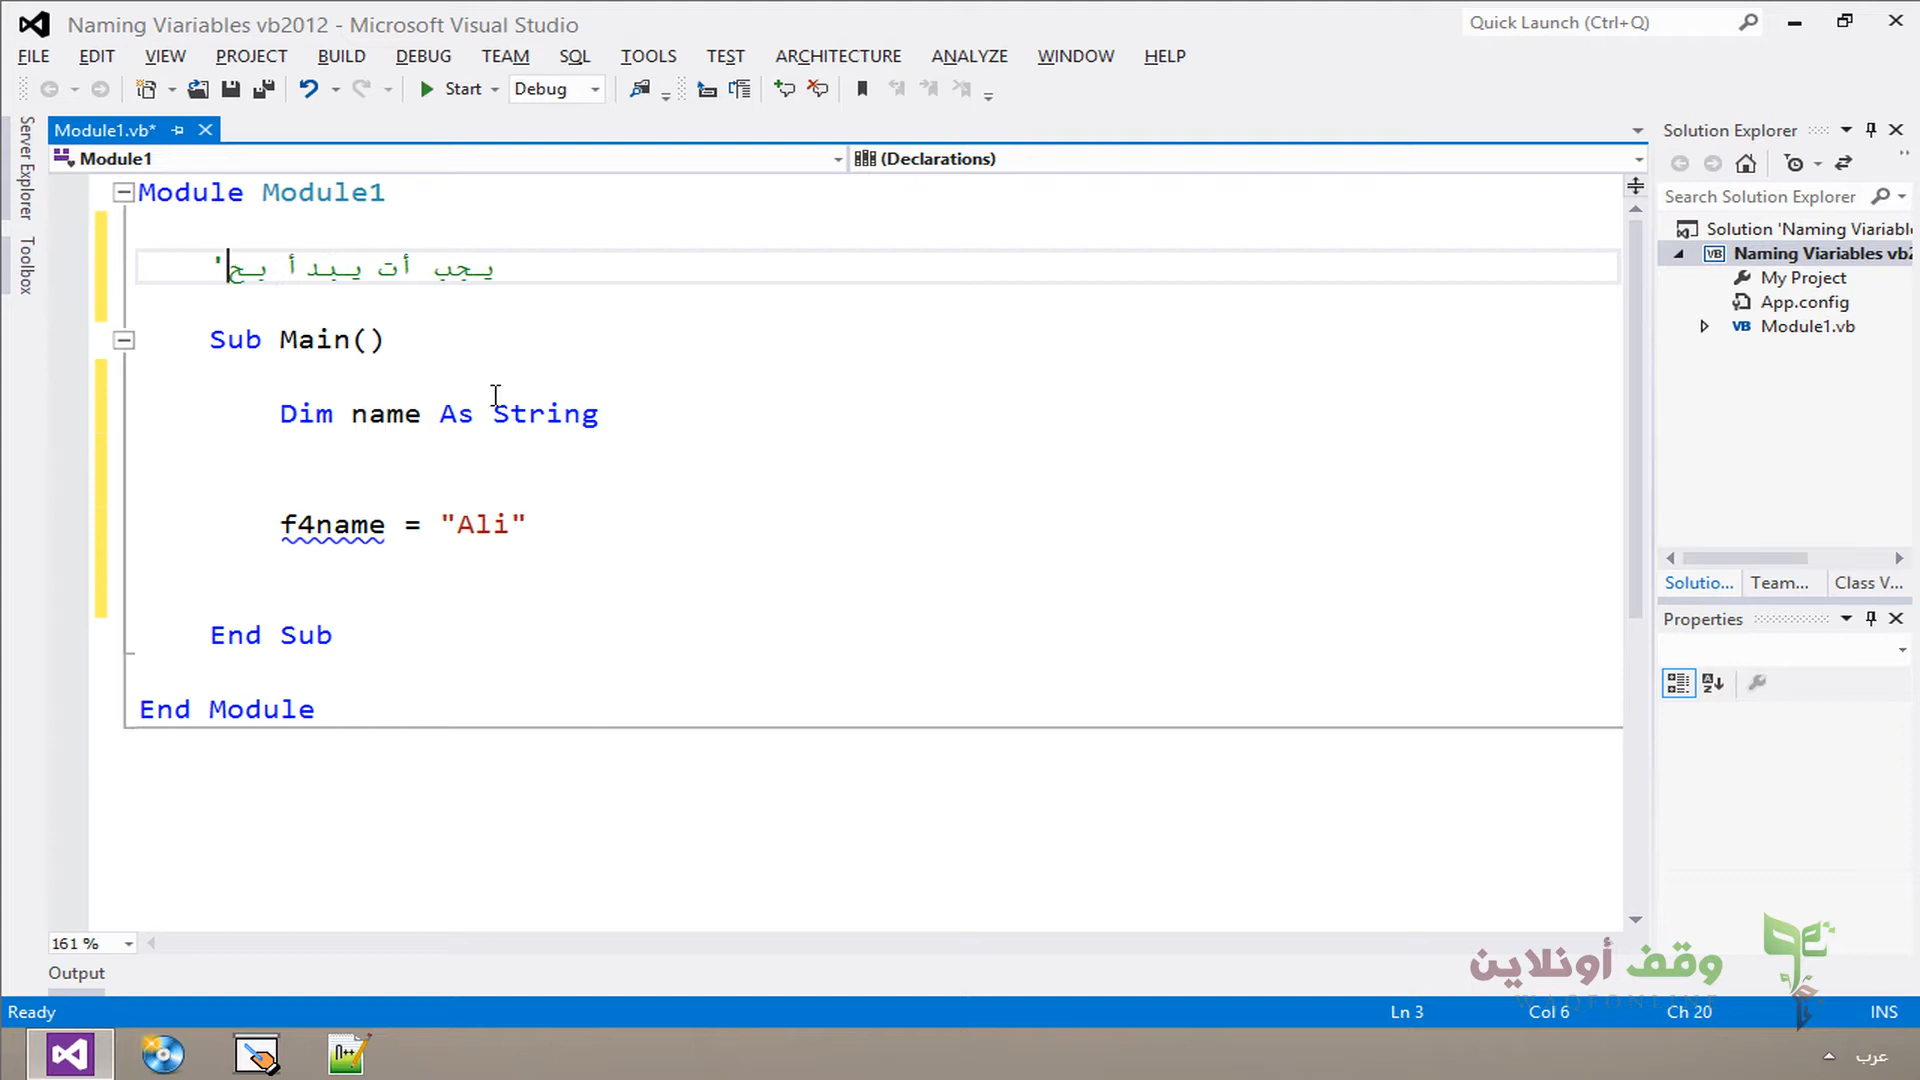 Naming Viariables vb2012 - Microsoft Visual Studio
Quick Launch (Ctrl+Q)
FILE EDIT VIEW PROJECT BUILD DEBUG TEAM SQL TOOLS TEST ARCHITECTURE ANALYZE WINDOW HELP
Start Debug
Server Explorer
Toolbox
Module1.vb*
Module1
(Declarations)
Module Module1
'يجب أت يبدأ بح
Sub Main()
Dim name As String
f4name = "Ali"
End Sub
End Module
161 %
Output
Solution Explorer
Search Solution Explorer
Solution 'Naming Variabl
Naming Viariables vb2
My Project
App.config
Module1.vb
Solutio... Team... Class V...
Properties
وقف أونلاين
WAQFONLINE
Ready Ln 3 Col 6 Ch 20 INS
عرب